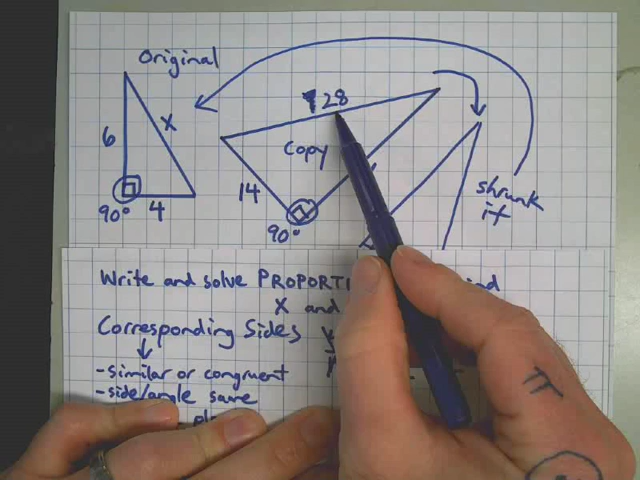 Original
6
x
4
90°
28
Copy
14
90°
shrunk
it
Write and solve
X and
Corresponding Sides
-similar or congruent
-side/angle same
π